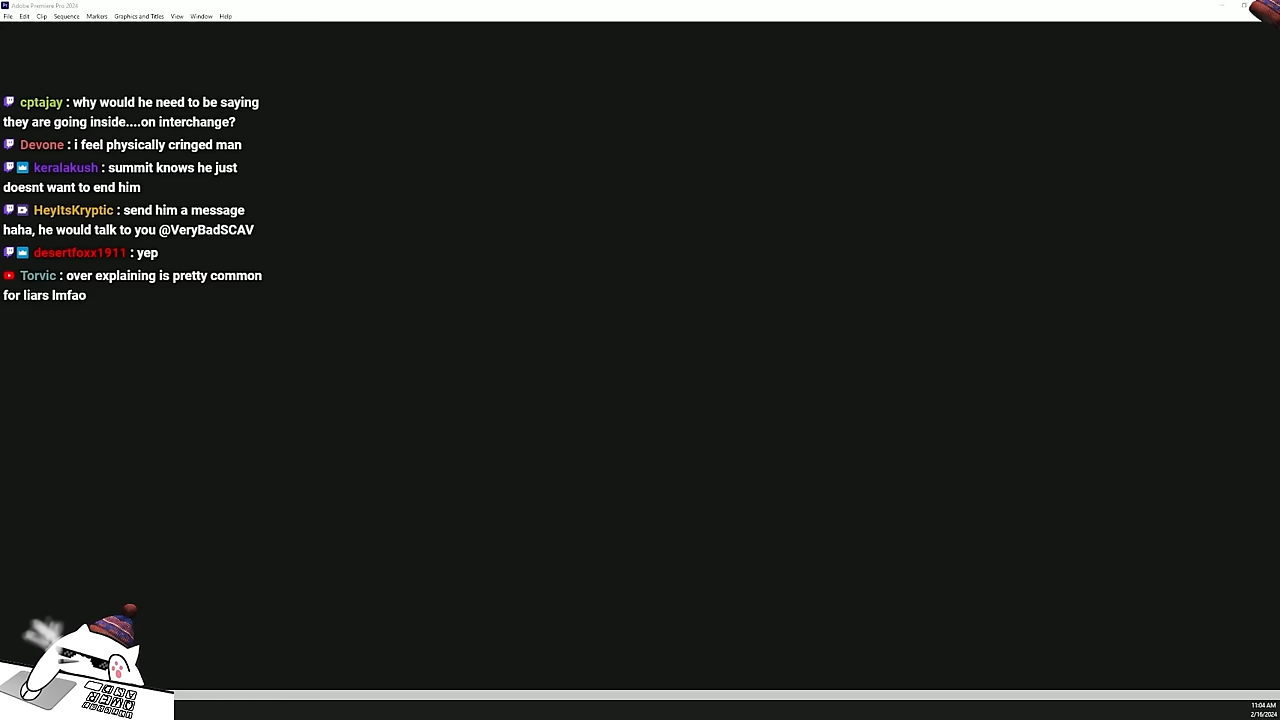 Adobe Premiere Pro 2024
File Edit Clip Sequence Markers Graphics and Titles View Window Help
cptajay : why would he need to be saying
they are going inside....on interchange?
Devone : i feel physically cringed man
keralakush : summit knows he just
doesnt want to end him
HeyItsKryptic : send him a message
haha, he would talk to you @VeryBadSCAV
desertfoxx1911 : yep
Torvic : over explaining is pretty common
for liars lmfao
11:04 AM
2/16/2024